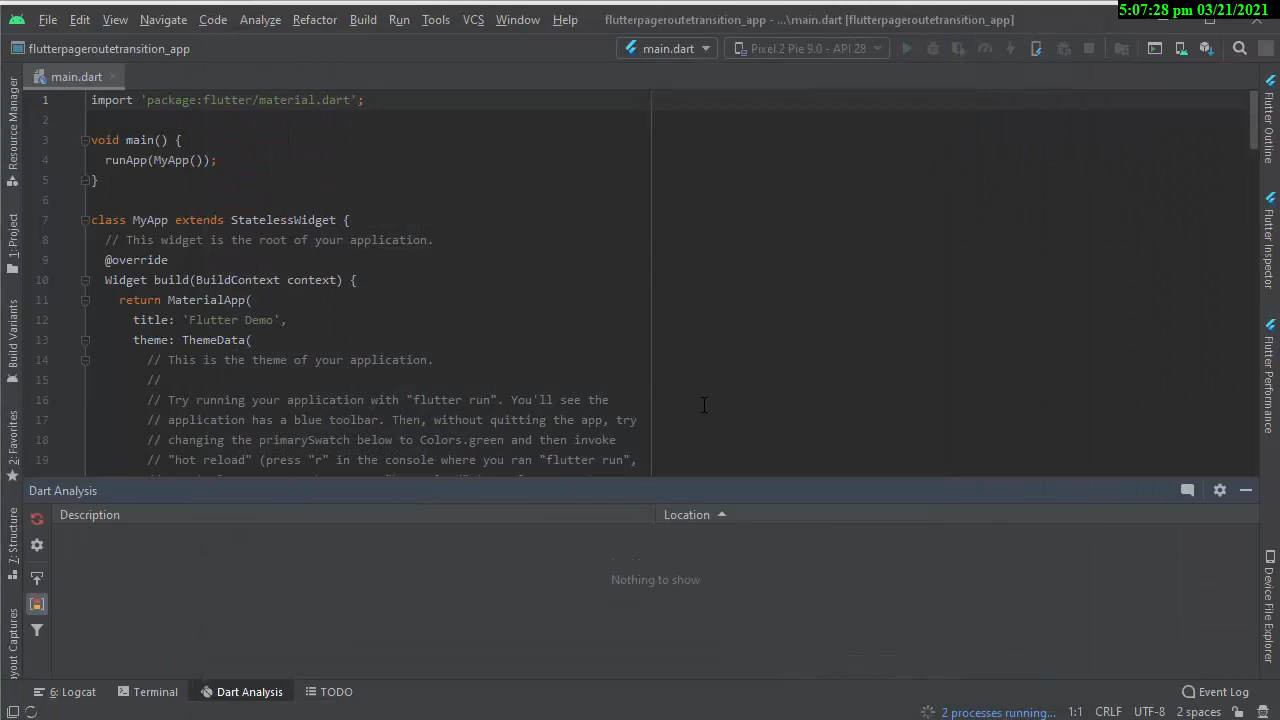 File Edit View Navigate Code Analyze Refactor Build Run Tools VCS Window Help flutterpageroutetransition_app - ...\main.dart [flutterpageroutetransition_app]
5:07:28 pm 03/21/2021
flutterpageroutetransition_app
main.dart
Pixel 2 Pie 9.0 - API 28
main.dart
1 import 'package:flutter/material.dart';
2
3 void main() {
4 runApp(MyApp());
5 }
6
7 class MyApp extends StatelessWidget {
8 // This widget is the root of your application.
9 @override
10 Widget build(BuildContext context) {
11 return MaterialApp(
12 title: 'Flutter Demo',
13 theme: ThemeData(
14 // This is the theme of your application.
15 //
16 // Try running your application with "flutter run". You'll see the
17 // application has a blue toolbar. Then, without quitting the app, try
18 // changing the primarySwatch below to Colors.green and then invoke
19 // "hot reload" (press "r" in the console where you ran "flutter run",
Resource Manager
1: Project
Build Variants
2: Favorites
7: Structure
ayout Captures
Flutter Outline
Flutter Inspector
Flutter Performance
Device File Explorer
Dart Analysis
Description
Location
Nothing to show
6: Logcat
Terminal
Dart Analysis
TODO
Event Log
2 processes running...
1:1 CRLF UTF-8 2 spaces